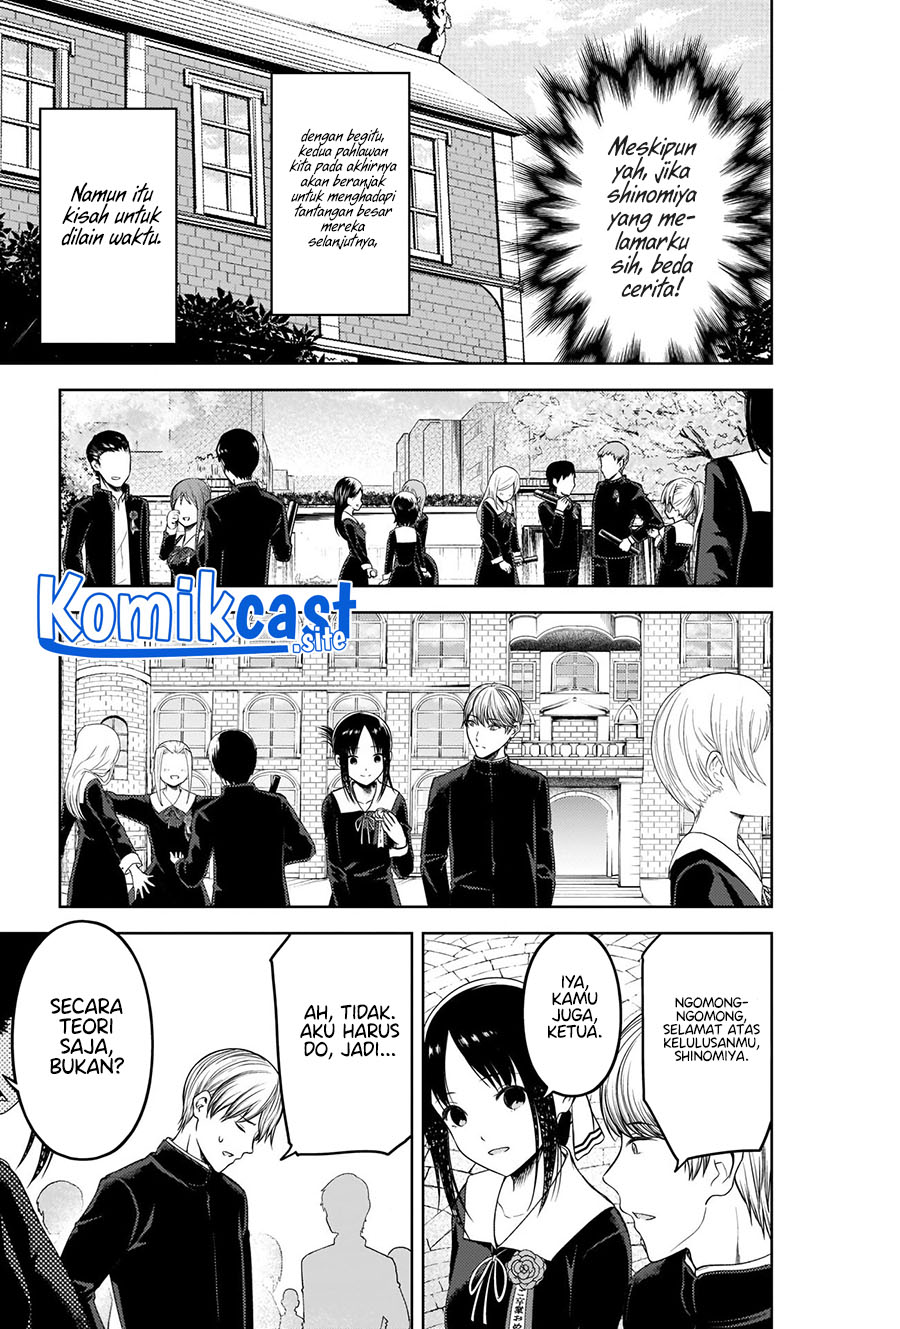 Meskipun
yah, jika
shinomiya
yang me-
lamarku
sih, beda
cerita!
dengan begitu,
kedua pahlawan
kita pada akhirnya
akan beranjak
untuk menghadapi
tantangan besar
mereka
selanjutnya,
Namun itu
kisah untuk
dilain waktu.
Komikcast
.site
NGOMONG-
NGOMONG,
SELAMAT ATAS
KELULUSANMU,
SHINOMIYA.
IYA,
KAMU
JUGA,
KETUA.
AH, TIDAK.
AKU HARUS
DO, JADI...
SECARA
TEORI
SAJA,
BUKAN?